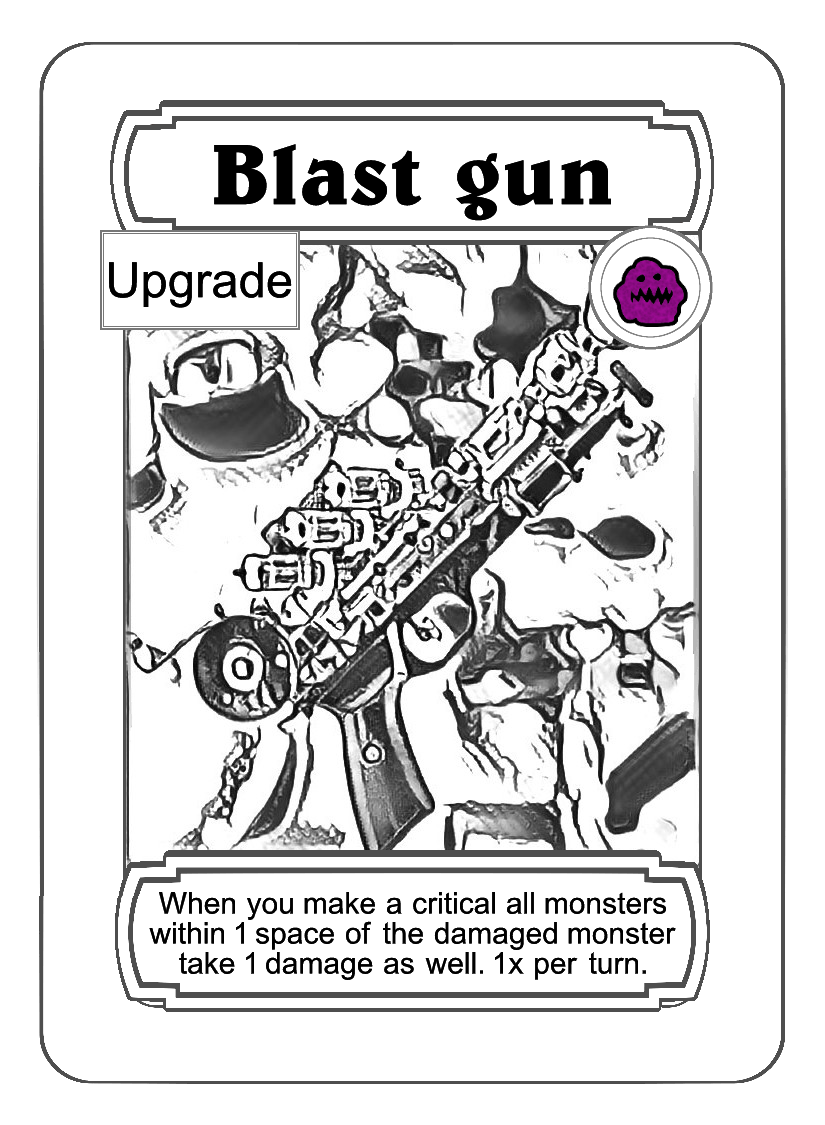 Blast gun
Upgrade
When you make a critical all monsters
within 1 space of the damaged monster
take 1 damage as well. 1x per turn.